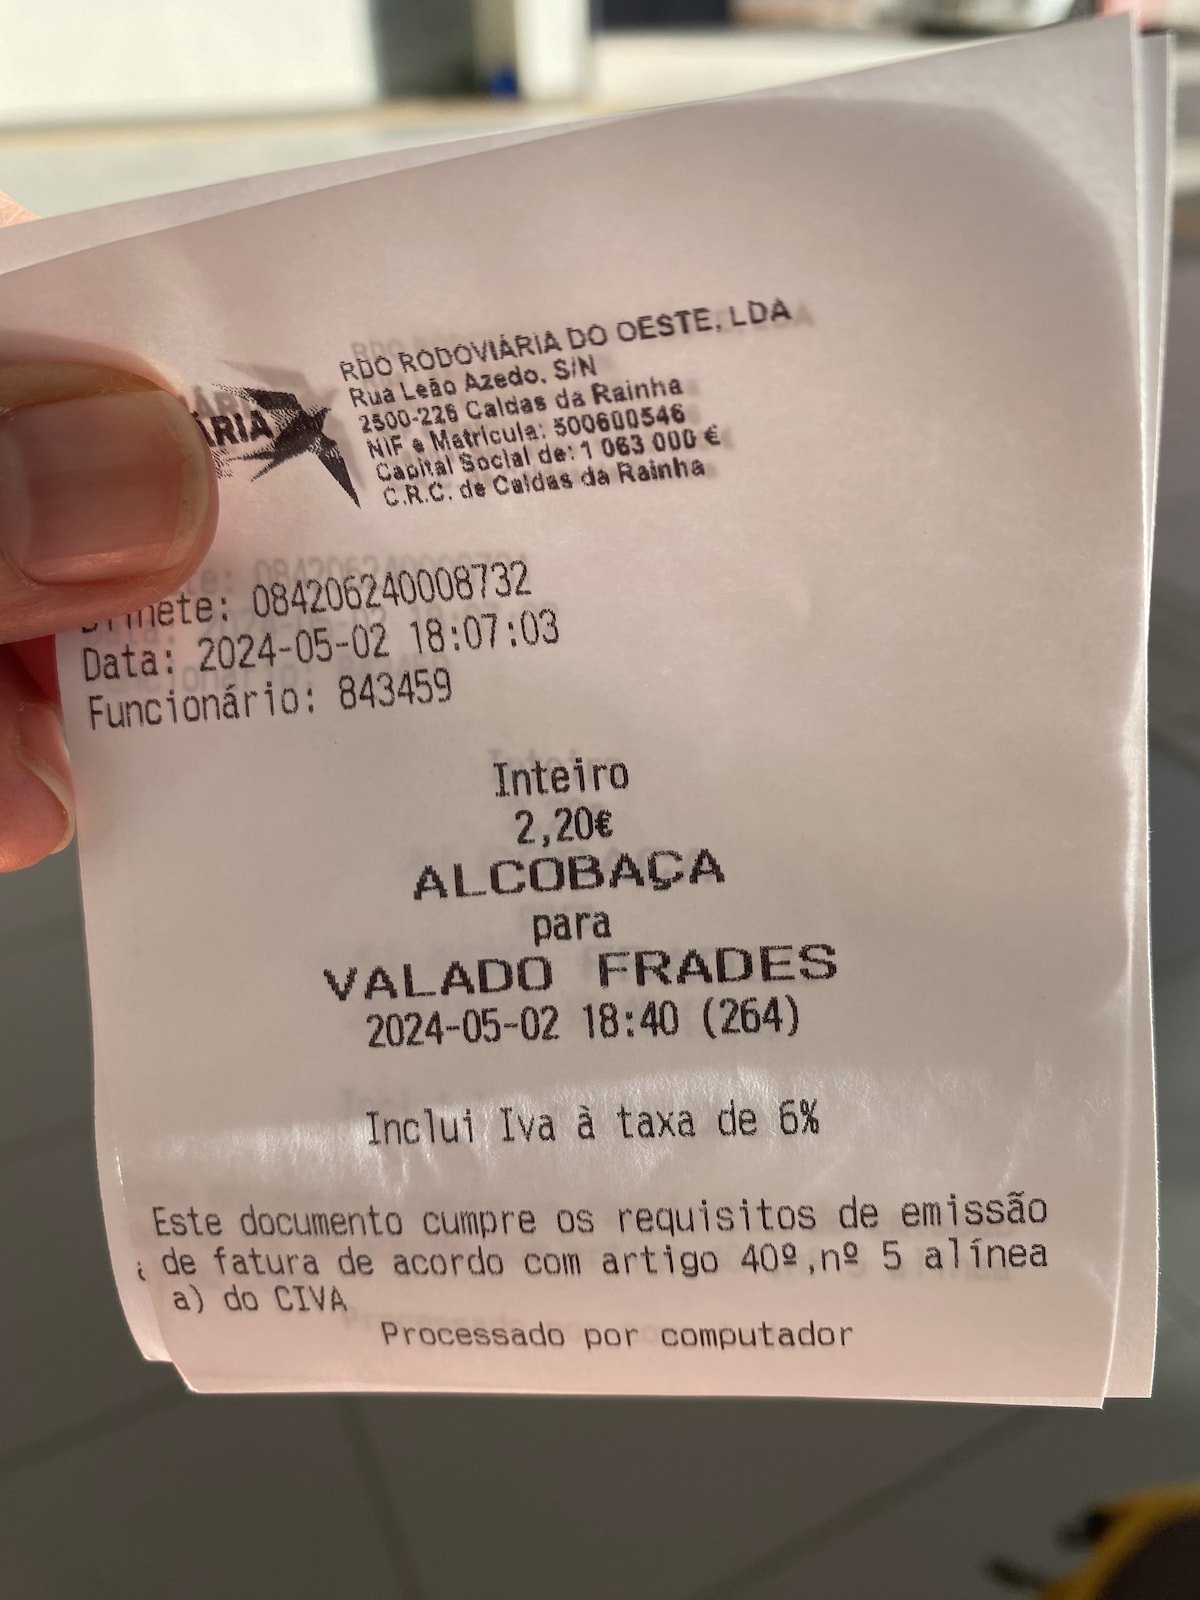 RDO RODOVIÁRIA DO OESTE, LDA
Rua Leão Azedo, S/N
2500-226 Caldas da Rainha
NIF e Matrícula: 500600546
Capital Social de: 1 063 000 €
C.R.C. de Caldas da Rainha
084206240008732
Data: 2024-05-02 18:07:03
Funcionário: 843459
Inteiro
2,20€
ALCOBAÇA
para
VALADO FRADES
2024-05-02 18:40 (264)
Inclui Iva à taxa de 6%
Este documento cumpre os requisitos de emissão
de fatura de acordo com artigo 40º,nº 5 alínea
a) do CIVA
Processado por computador